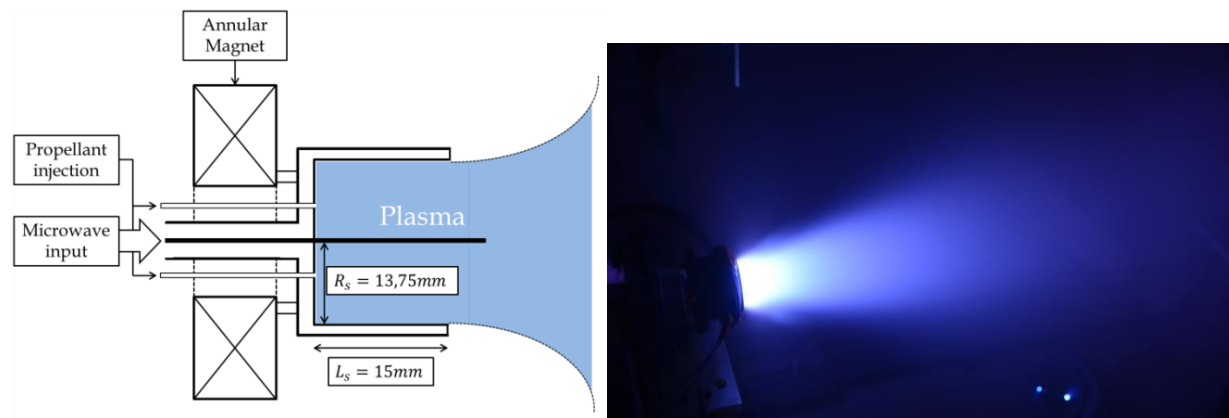 Annular
Magnet
Propellant
injection
Microwave
input
Plasma
R_s = 13,75mm
L_s = 15mm